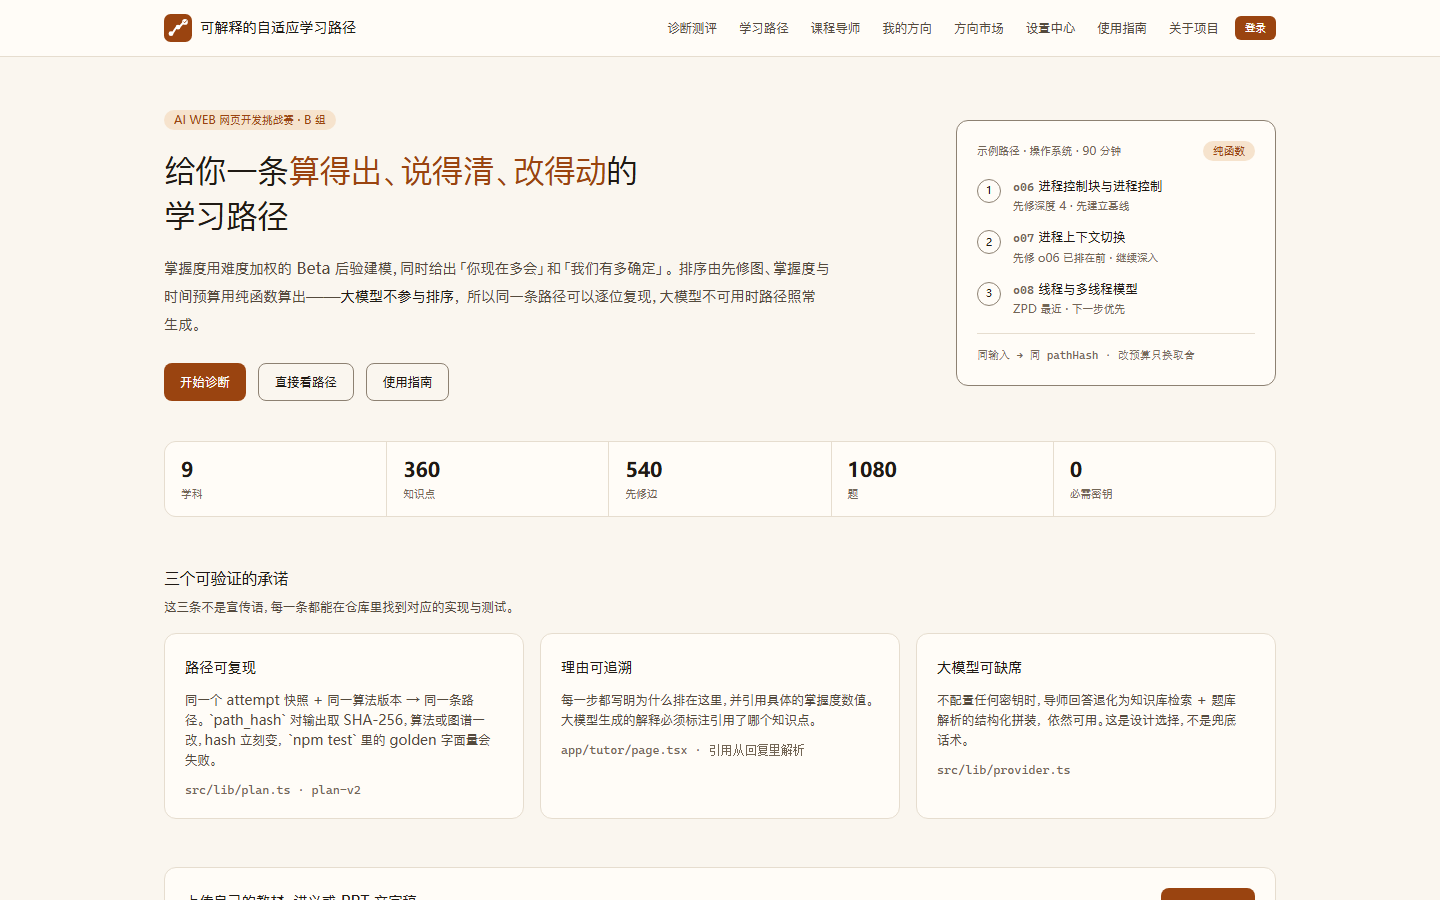 可解释的自适应学习路径
诊断测评 学习路径 课程导师 我的方向 方向市场 设置中心 使用指南 关于项目 登录
AI WEB 网页开发挑战赛 · B 组
给你一条算得出、说得清、改得动的
学习路径
掌握度用难度加权的 Beta 后验建模，同时给出「你现在多会」和「我们有多确定」。排序由先修图、掌握度与
时间预算用纯函数算出——大模型不参与排序，所以同一条路径可以逐位复现，大模型不可用时路径照常
生成。
开始诊断 直接看路径 使用指南
示例路径 · 操作系统 · 90 分钟 纯函数
1 o06 进程控制块与进程控制
先修深度 4 · 先建立基线
2 o07 进程上下文切换
先修 o06 已排在前 · 继续深入
3 o08 线程与多线程模型
ZPD 最近 · 下一步优先
同输入 → 同 pathHash · 改预算只换取舍
9 360 540 1080 0
学科 知识点 先修边 题 必需密钥
三个可验证的承诺
这三条不是宣传语，每一条都能在仓库里找到对应的实现与测试。
路径可复现
同一个 attempt 快照 + 同一算法版本 → 同一条路
径。`path_hash` 对输出取 SHA-256，算法或图谱一
改，hash 立刻变，`npm test` 里的 golden 字面量会
失败。
src/lib/plan.ts · plan-v2
理由可追溯
每一步都写明为什么排在这里，并引用具体的掌握度数值。
大模型生成的解释必须标注引用了哪个知识点。
app/tutor/page.tsx · 引用从回复里解析
大模型可缺席
不配置任何密钥时，导师回答退化为知识库检索 + 题库
解析的结构化拼装，依然可用。这是设计选择，不是兜底
话术。
src/lib/provider.ts
上传自己的教材、讲义或 PPT 文字稿